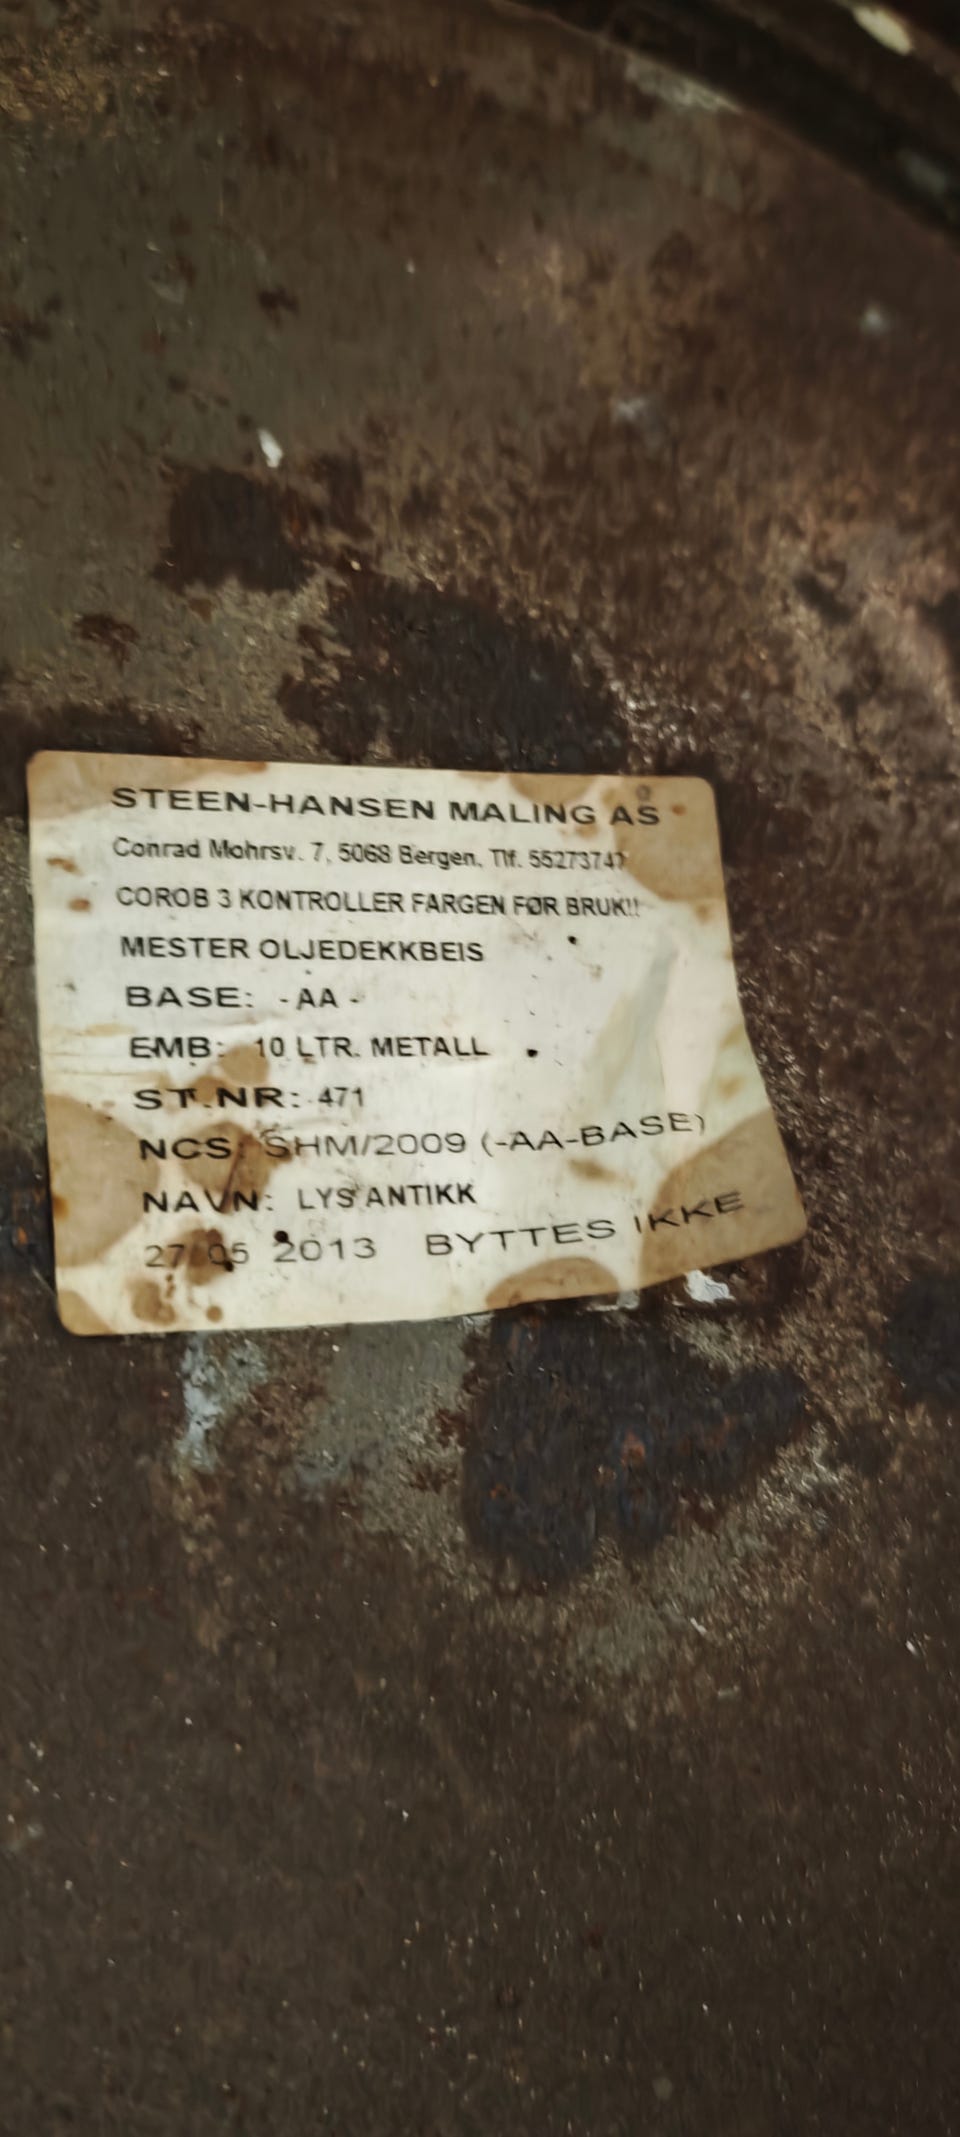 STEEN-HANSEN MALING AS
Conrad Mohrsv. 7, 5068 Bergen, Tlf. 55273747
COROB 3 KONTROLLER FARGEN FØR BRUK!!
MESTER OLJEDEKKBEIS
BASE: -AA -
EMB: 10 LTR. METALL
ST.NR: 471
NCS: SHM/2009 (-AA-BASE)
NAVN: LYS ANTIKK
27/05 2013 BYTTES IKKE